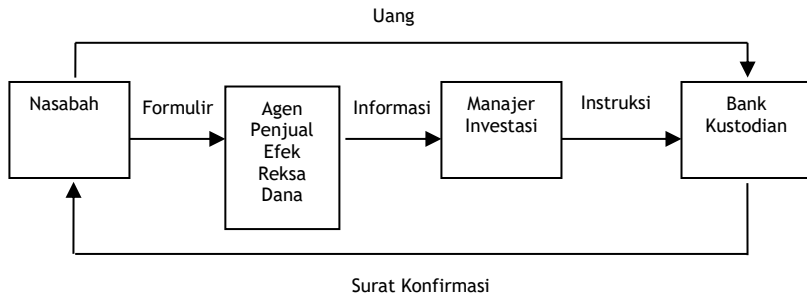 Uang
Nasabah
Formulir
Agen
Penjual
Efek
Reksa
Dana
Informasi
Manajer
Investasi
Instruksi
Bank
Kustodian
Surat Konfirmasi